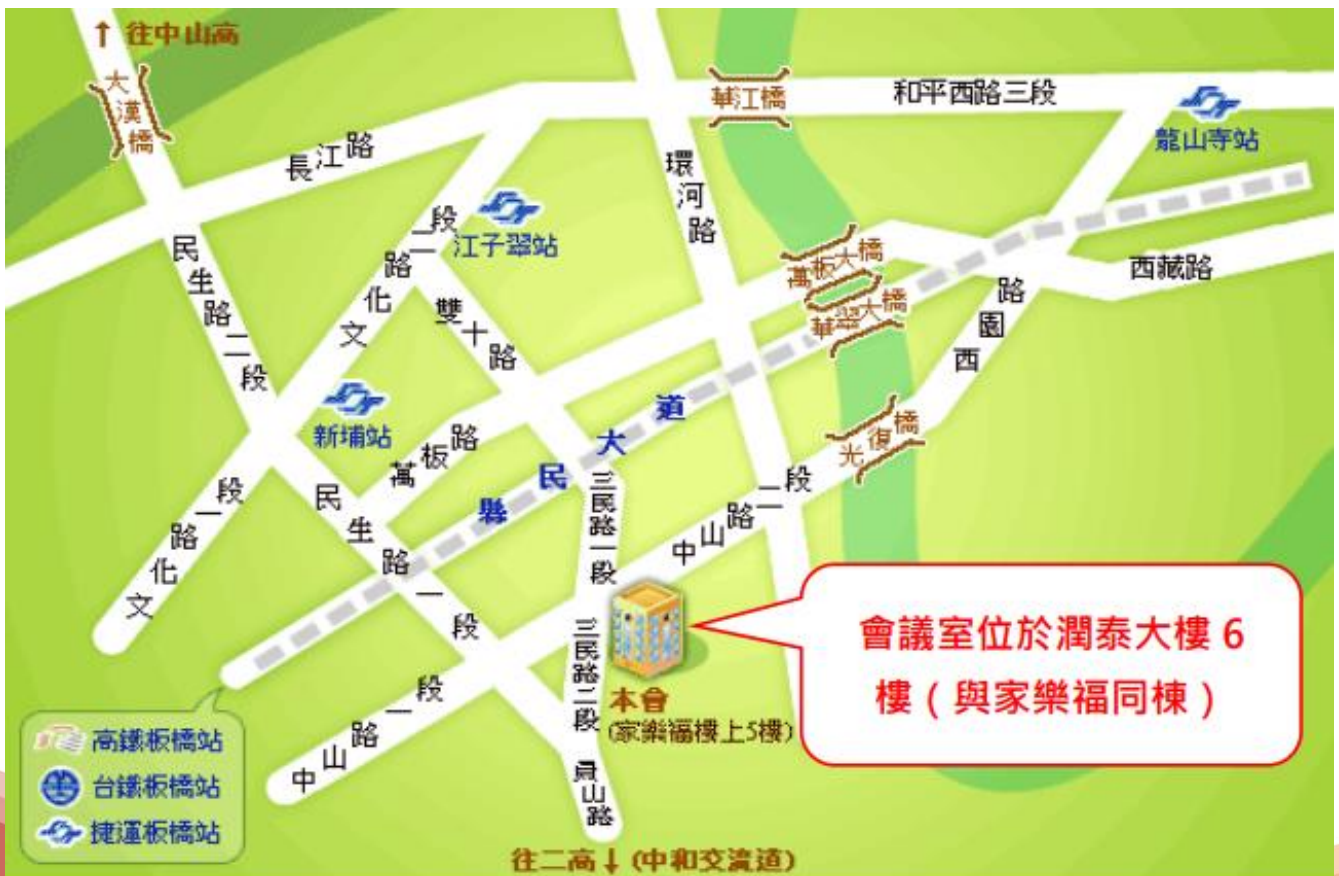 ↑ 往中山高
大漢橋
華江橋
和平西路三段
龍山寺站
長江路
環河路
江子翠站
文化路二段
民生路二段
雙十路
萬板大橋
華翠大橋
西藏路
西園路
新埔站
萬板路
縣民大道
光復橋
文化路一段
民生路一段
三民路一段
中山路二段
三民路二段
中山路一段
本會
(家樂福樓上5樓)
會議室位於潤泰大樓 6
樓（與家樂福同棟）
高鐵板橋站
台鐵板橋站
捷運板橋站
員山路
往二高↓(中和交流道)